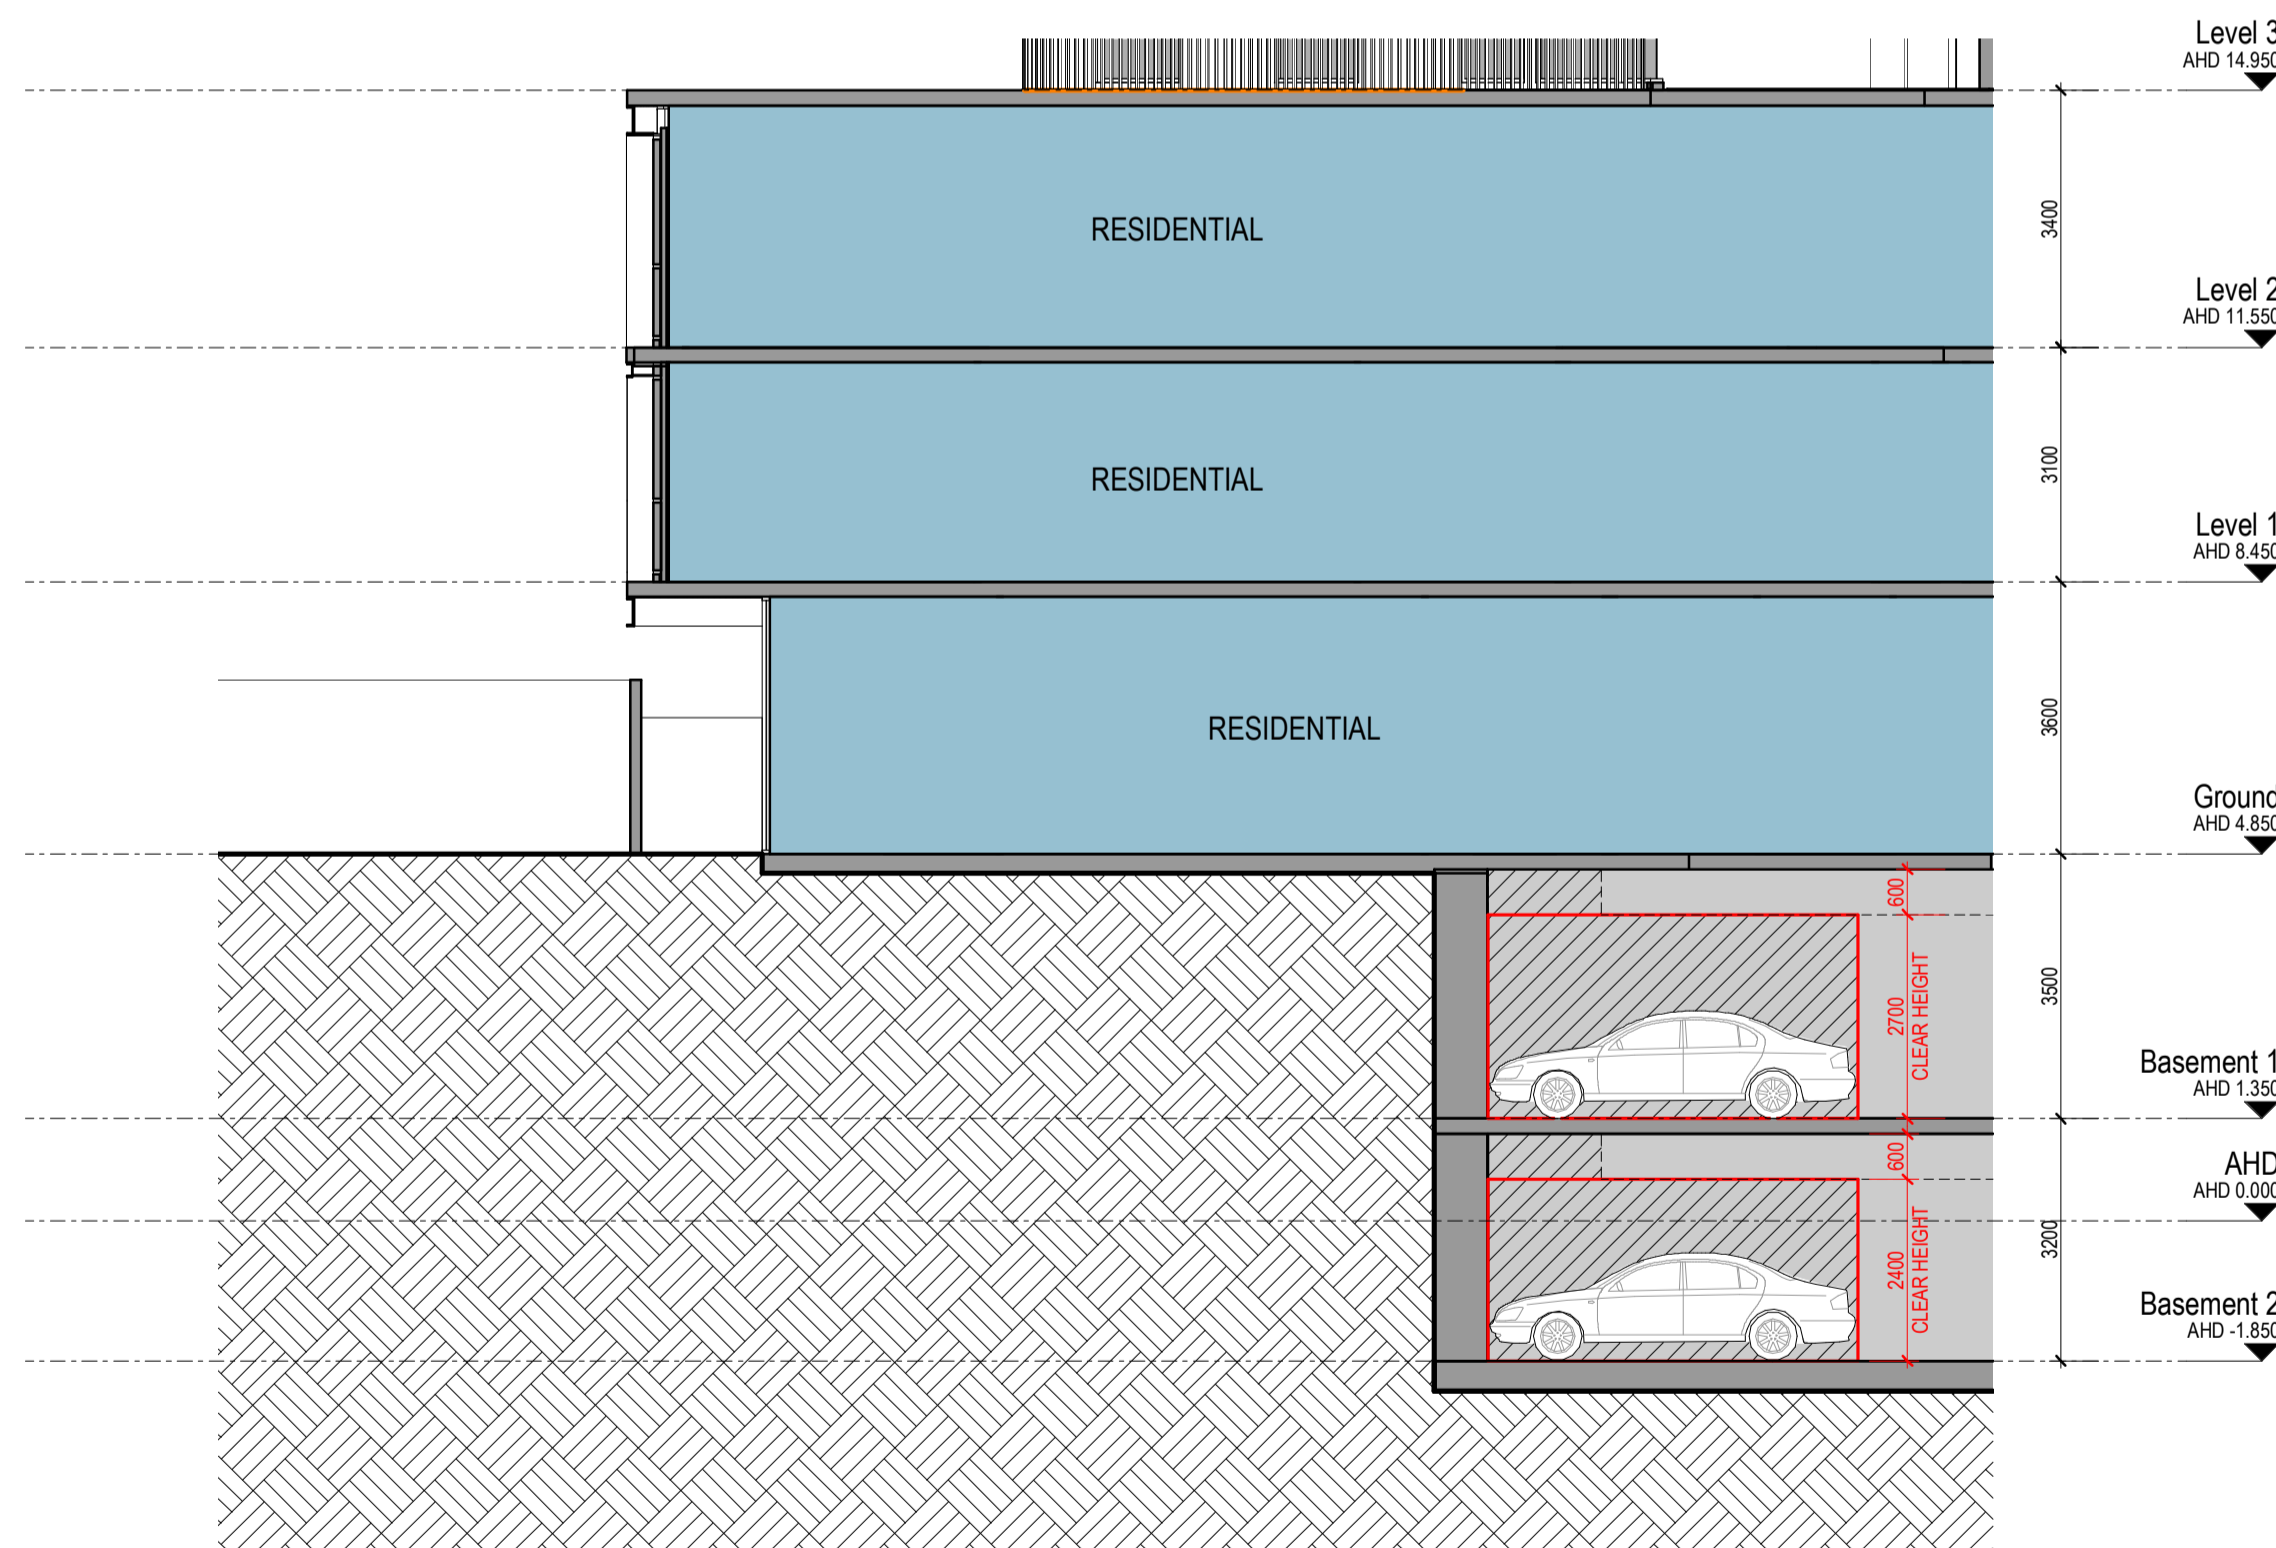 Level 3
AHD 14.950
RESIDENTIAL
3400
Level 2
AHD 11.550
RESIDENTIAL
3100
Level 1
AHD 8.450
RESIDENTIAL
3600
Ground
AHD 4.850
600
2700
CLEAR HEIGHT
3500
Basement 1
AHD 1.350
600
AHD
AHD 0.000
2400
CLEAR HEIGHT
3200
Basement 2
AHD -1.850